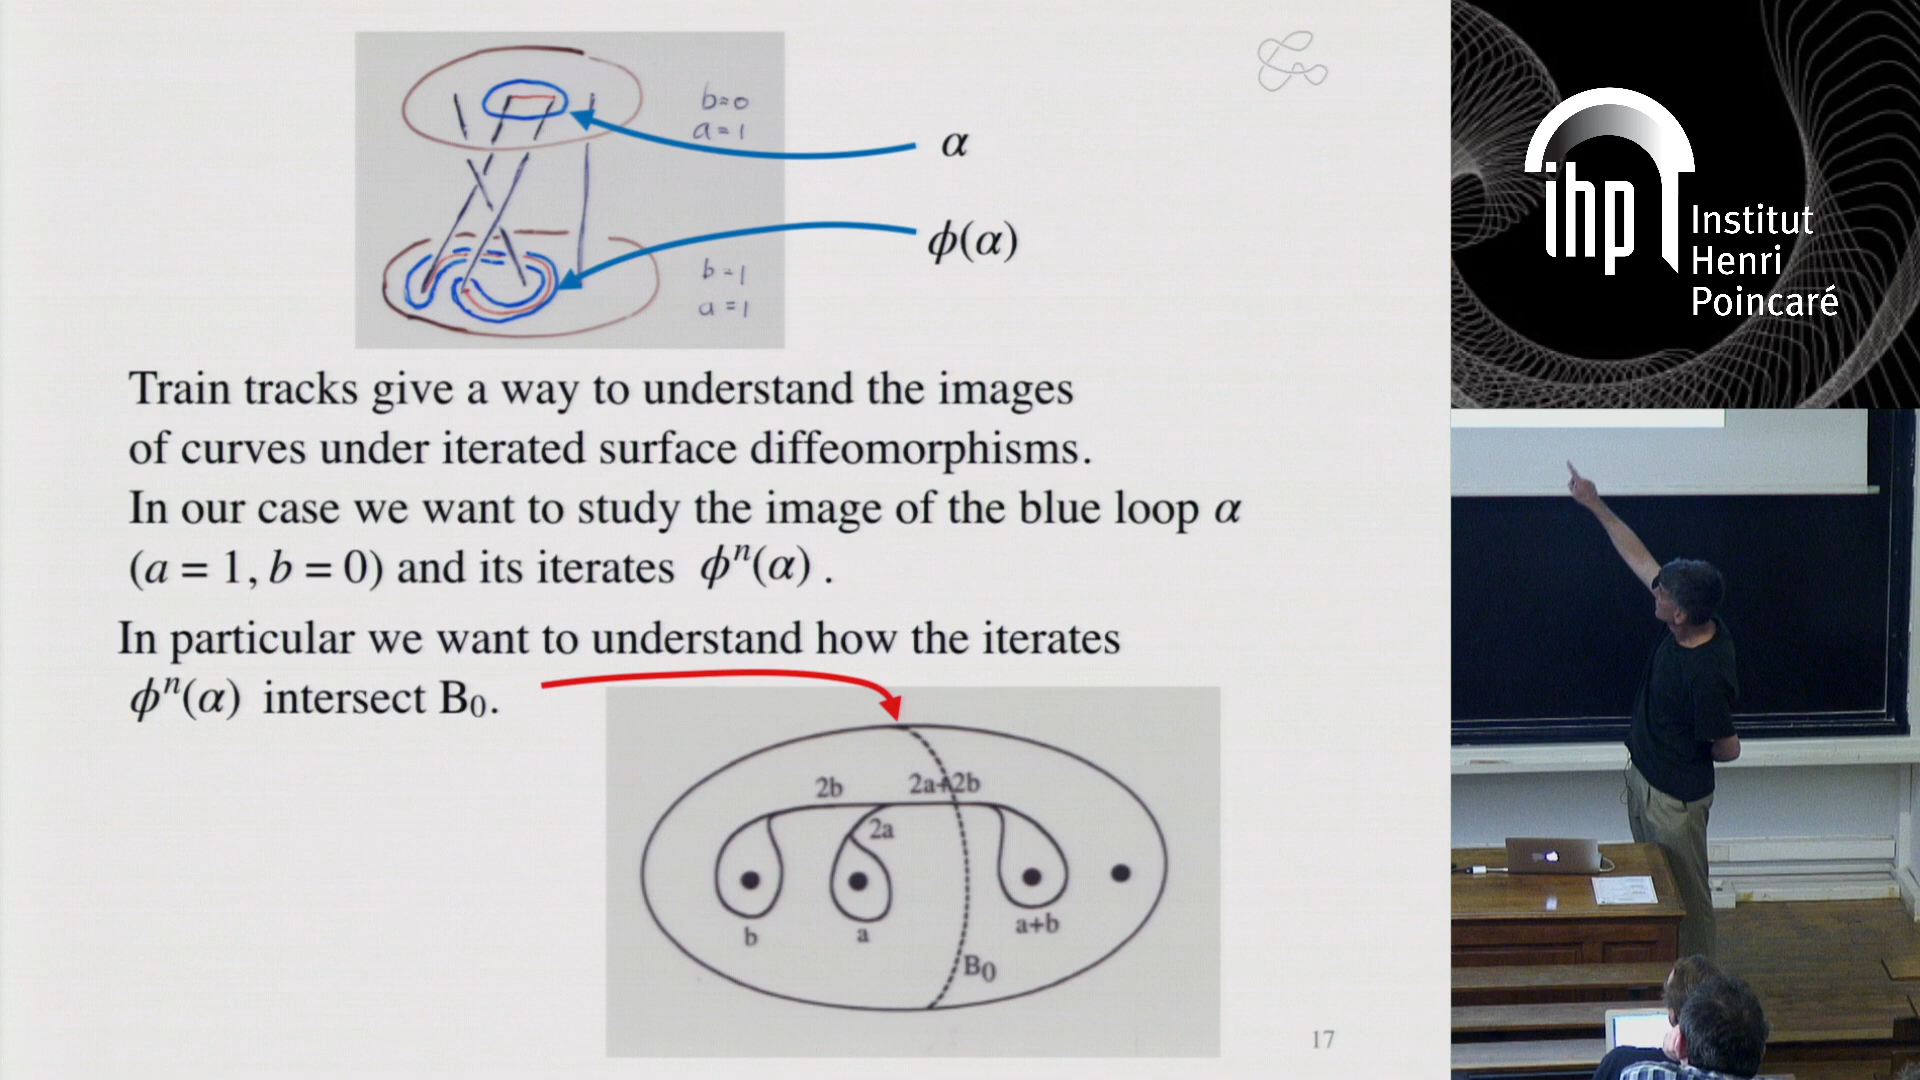 b=0
a=1
α
ϕ(α)
b=1
a=1
Train tracks give a way to understand the images
of curves under iterated surface diffeomorphisms.
In our case we want to study the image of the blue loop α
(a = 1, b = 0) and its iterates ϕⁿ(α) .
In particular we want to understand how the iterates
ϕⁿ(α) intersect B₀.
2b
2a+2b
2a
b
a
a+b
B₀
17
ihp
Institut
Henri
Poincaré